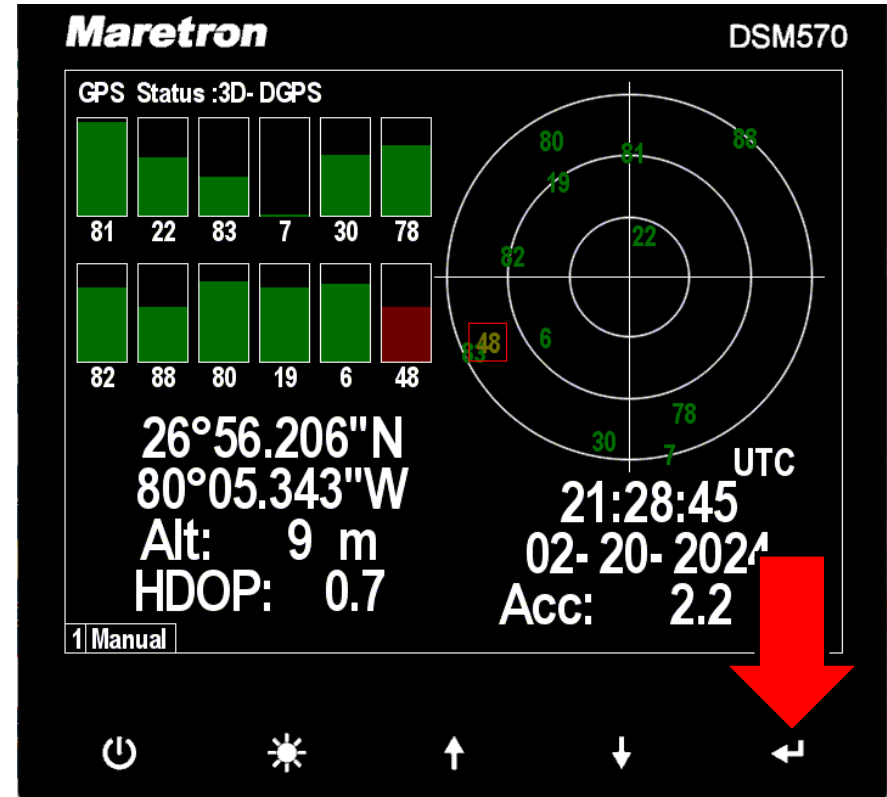 Maretron
DSM570
GPS Status :3D- DGPS
81 22 83 7 30 78
82 88 80 19 6 48
80 81 88
19
22
82
48 6
83
78
30 7
26°56.206"N
80°05.343"W
Alt: 9 m
HDOP: 0.7
UTC
21:28:45
02- 20- 2024
Acc: 2.2
1 Manual